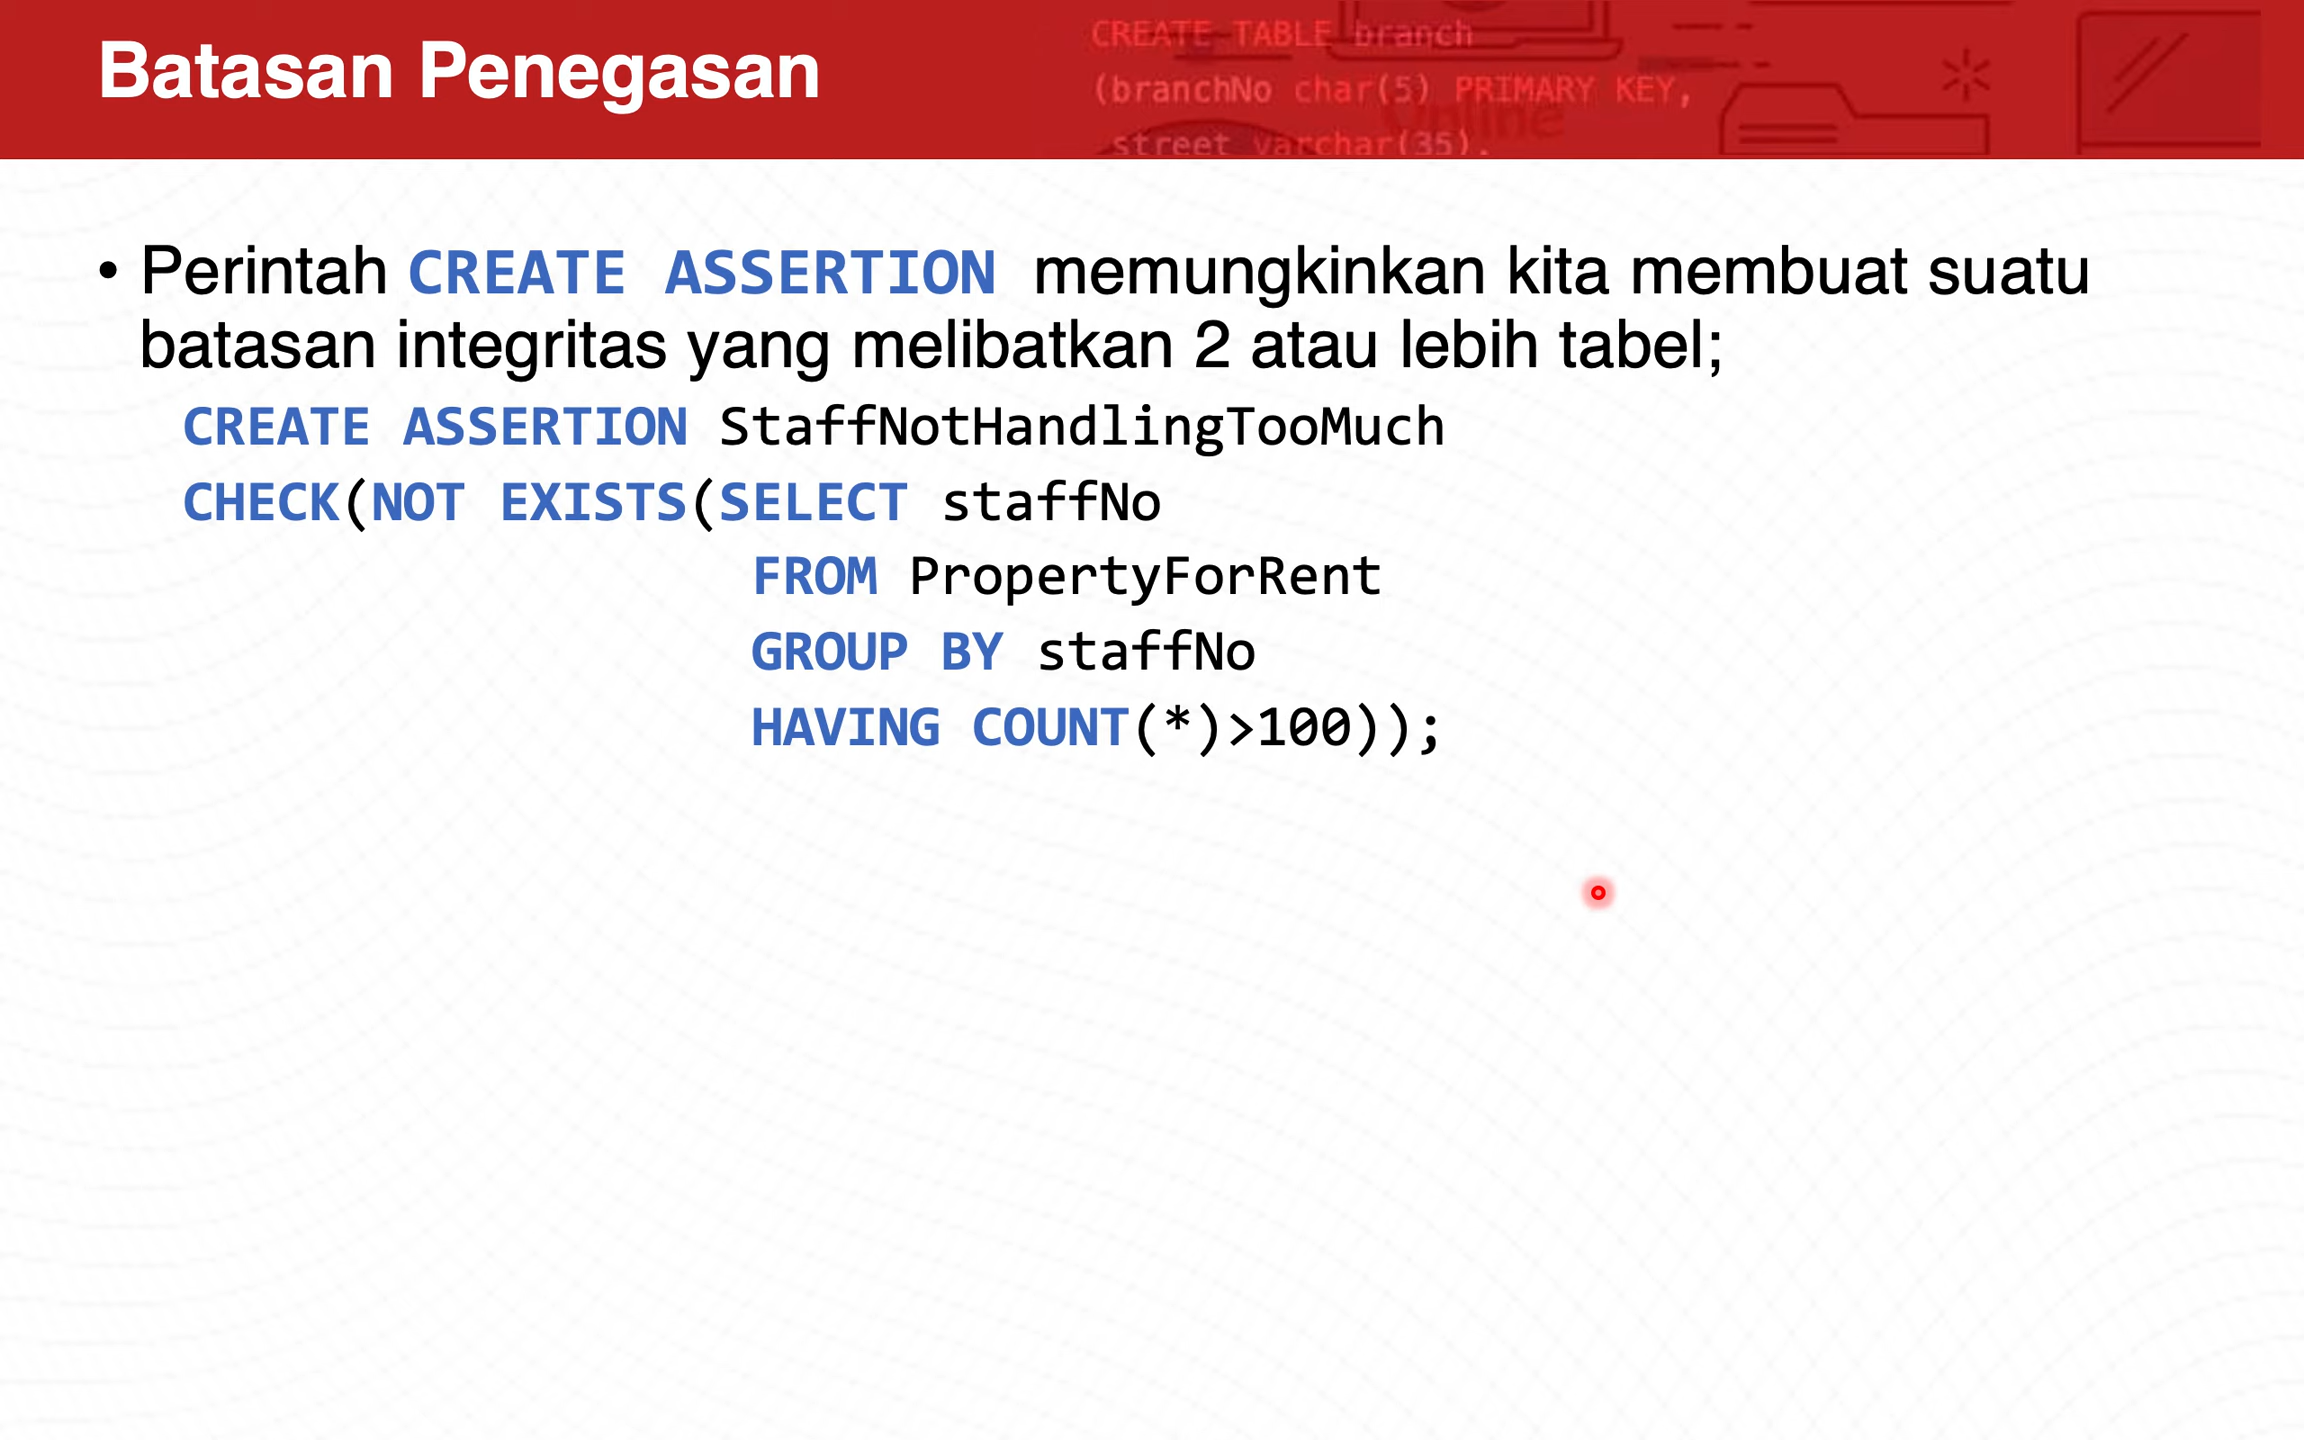 Batasan Penegasan
CREATE TABLE branch
(branchNo char(5) PRIMARY KEY,
Online
street varchar(35).
• Perintah CREATE ASSERTION memungkinkan kita membuat suatu
batasan integritas yang melibatkan 2 atau lebih tabel;
CREATE ASSERTION StaffNotHandlingTooMuch
CHECK(NOT EXISTS(SELECT staffNo
FROM PropertyForRent
GROUP BY staffNo
HAVING COUNT(*)>100));